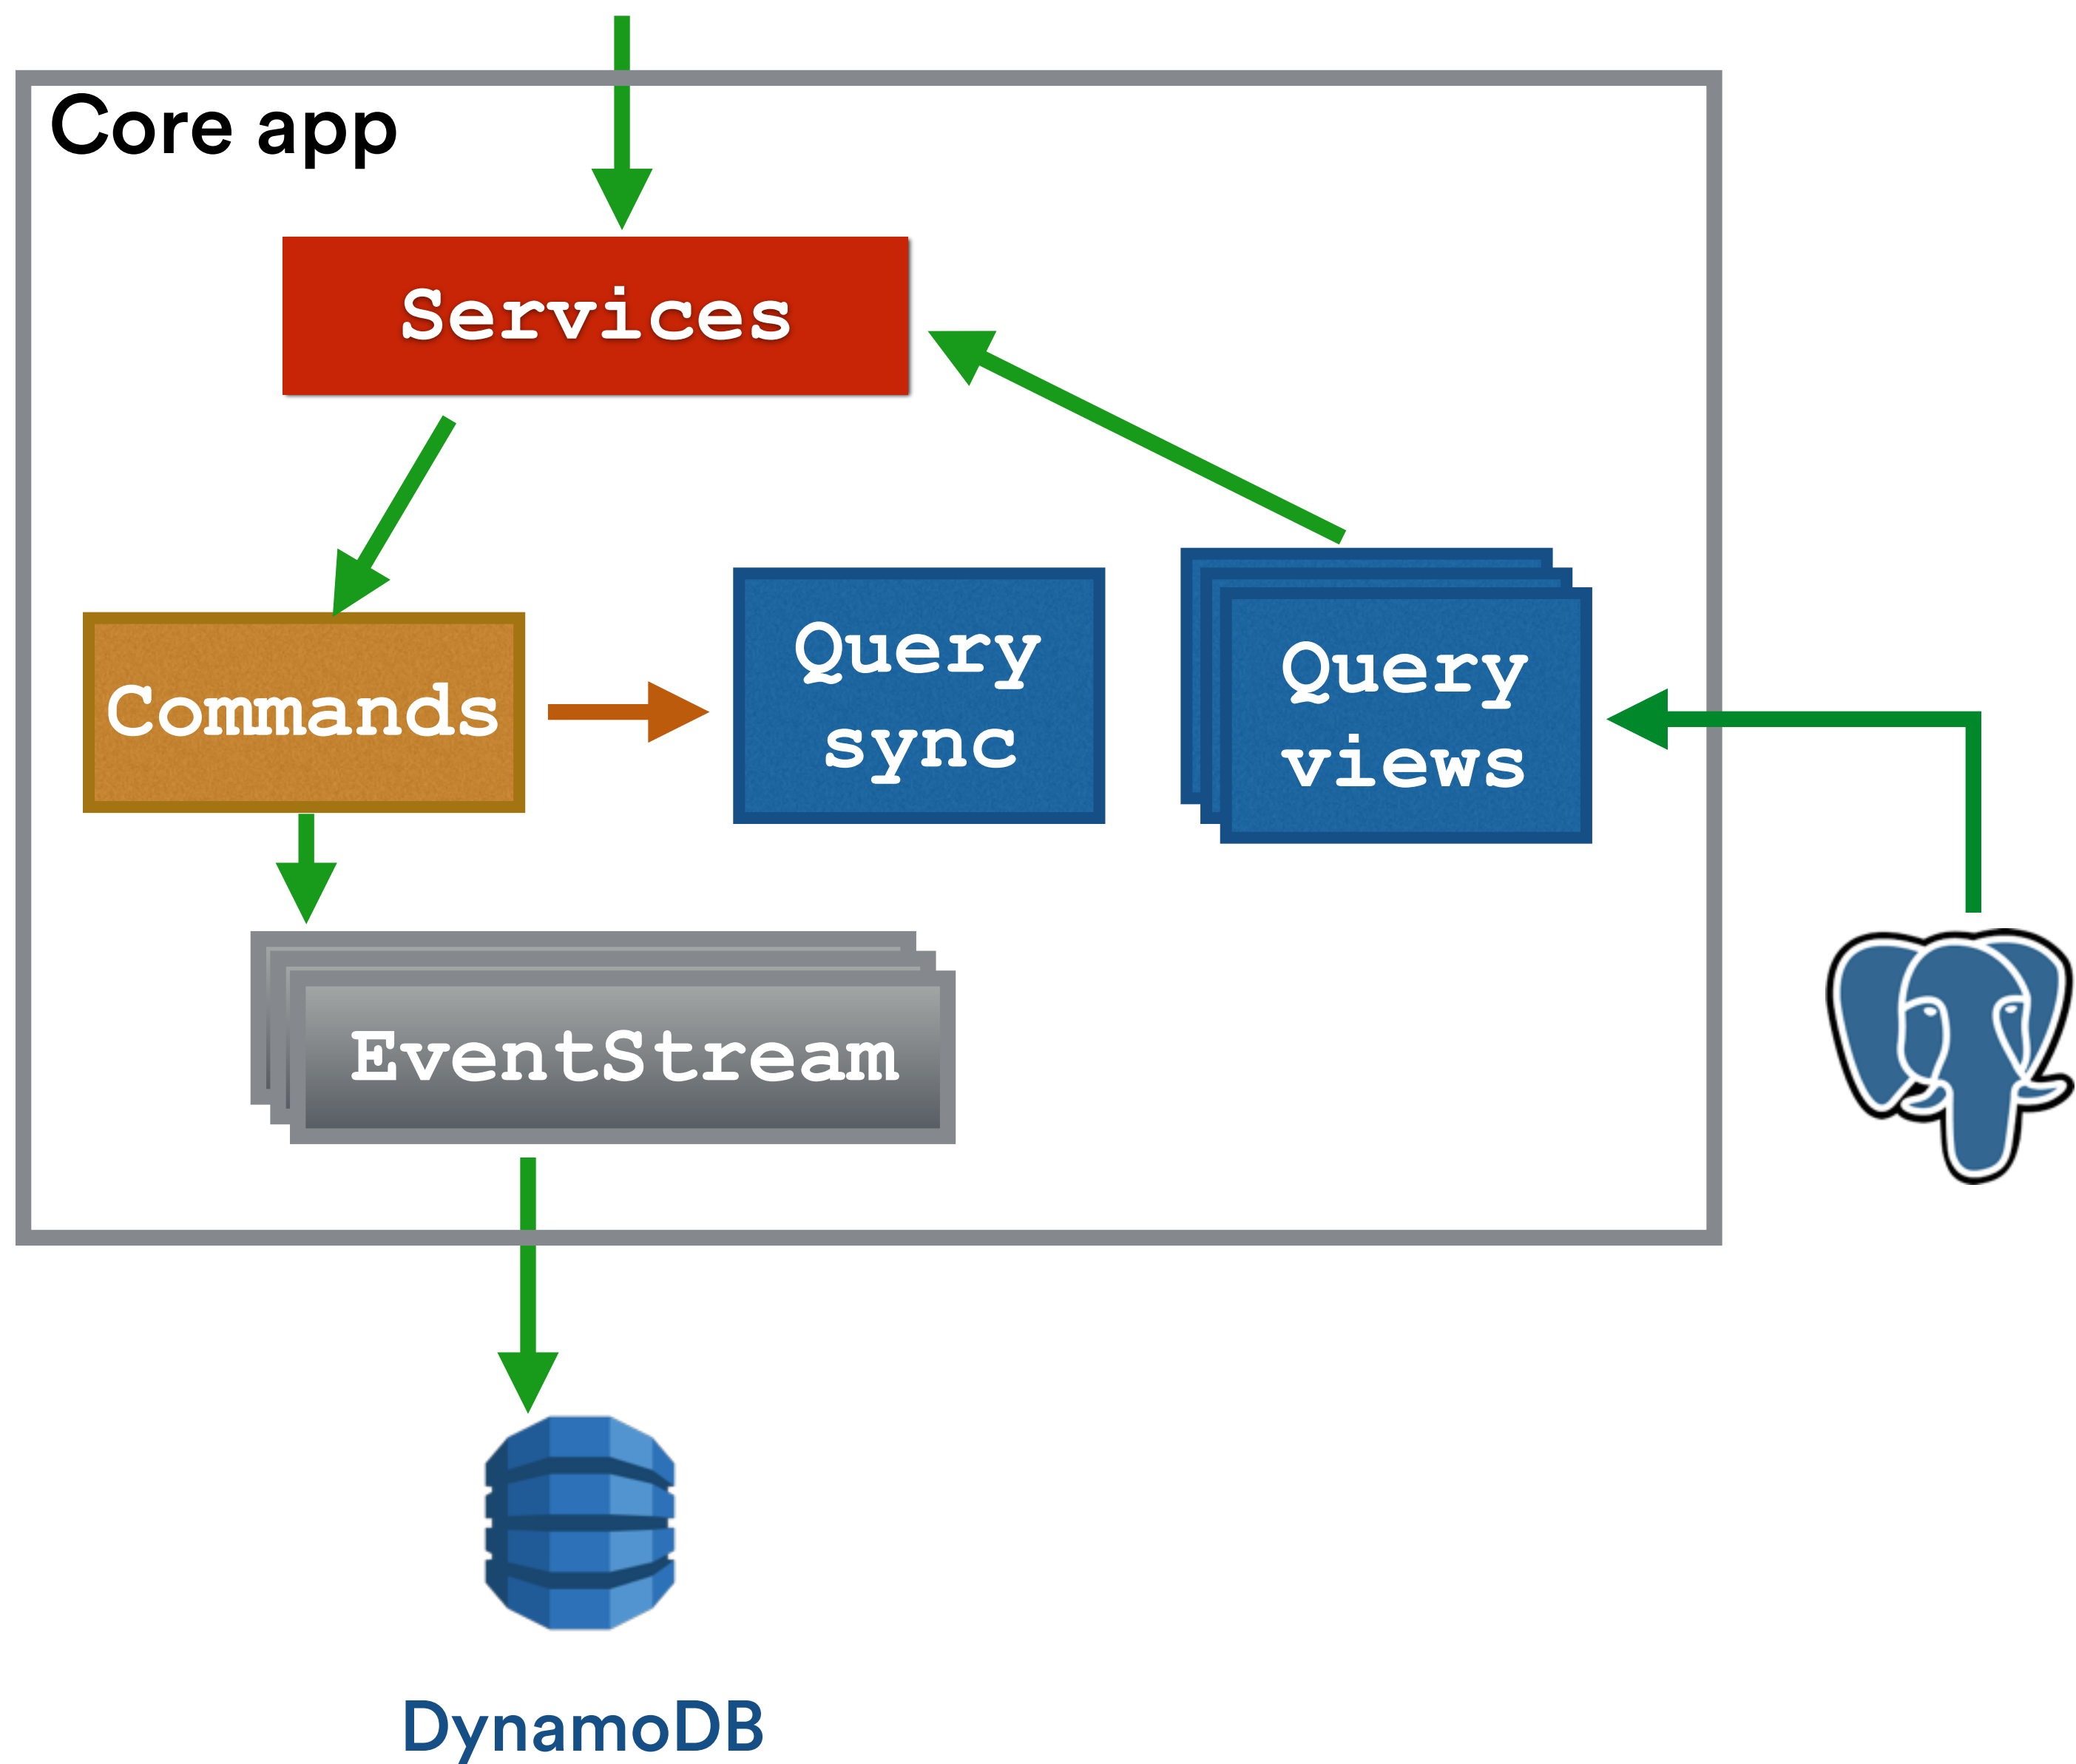 Core app
Services
Commands
Query
sync
Query
views
EventStream
DynamoDB